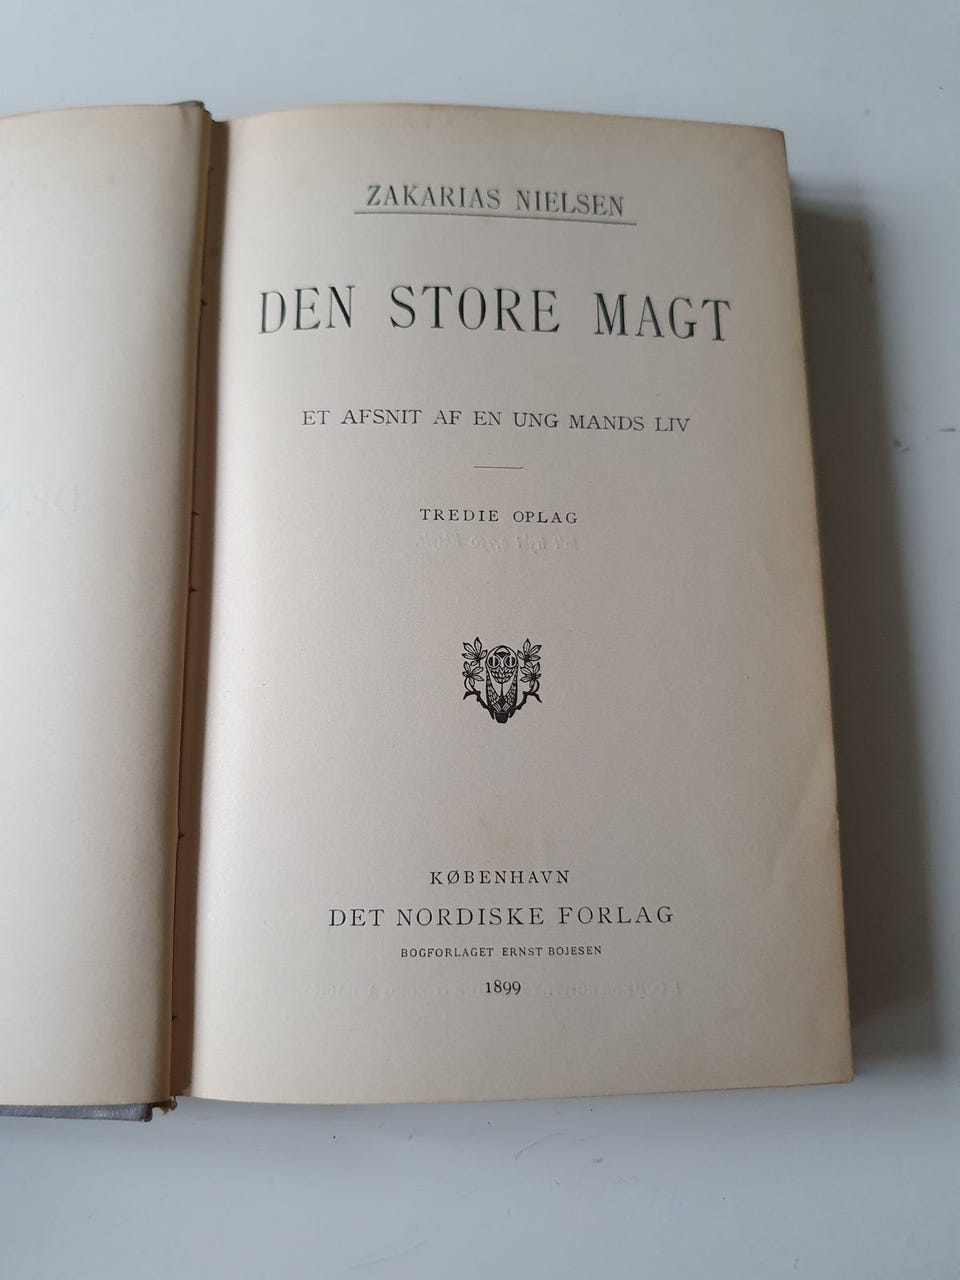 ZAKARIAS NIELSEN
DEN STORE MAGT
ET AFSNIT AF EN UNG MANDS LIV
TREDIE OPLAG
KØBENHAVN
DET NORDISKE FORLAG
BOGFORLAGET ERNST BOJESEN
1899